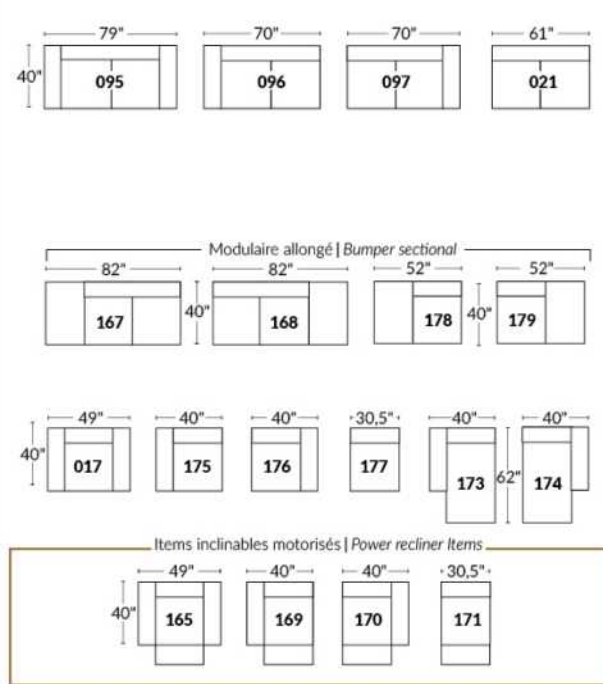 79" 70" 70" 61"
40" 095 096 097 021
Modulaire allongé | Bumper sectional
82" 82" 52" 52"
167 40" 168 178 40" 179
49" 40" 40" 30,5" 40" 40"
40" 017 175 176 177 173 62" 174
Items inclinables motorisés | Power recliner Items
49" 40" 40" 30,5"
40" 165 169 170 171